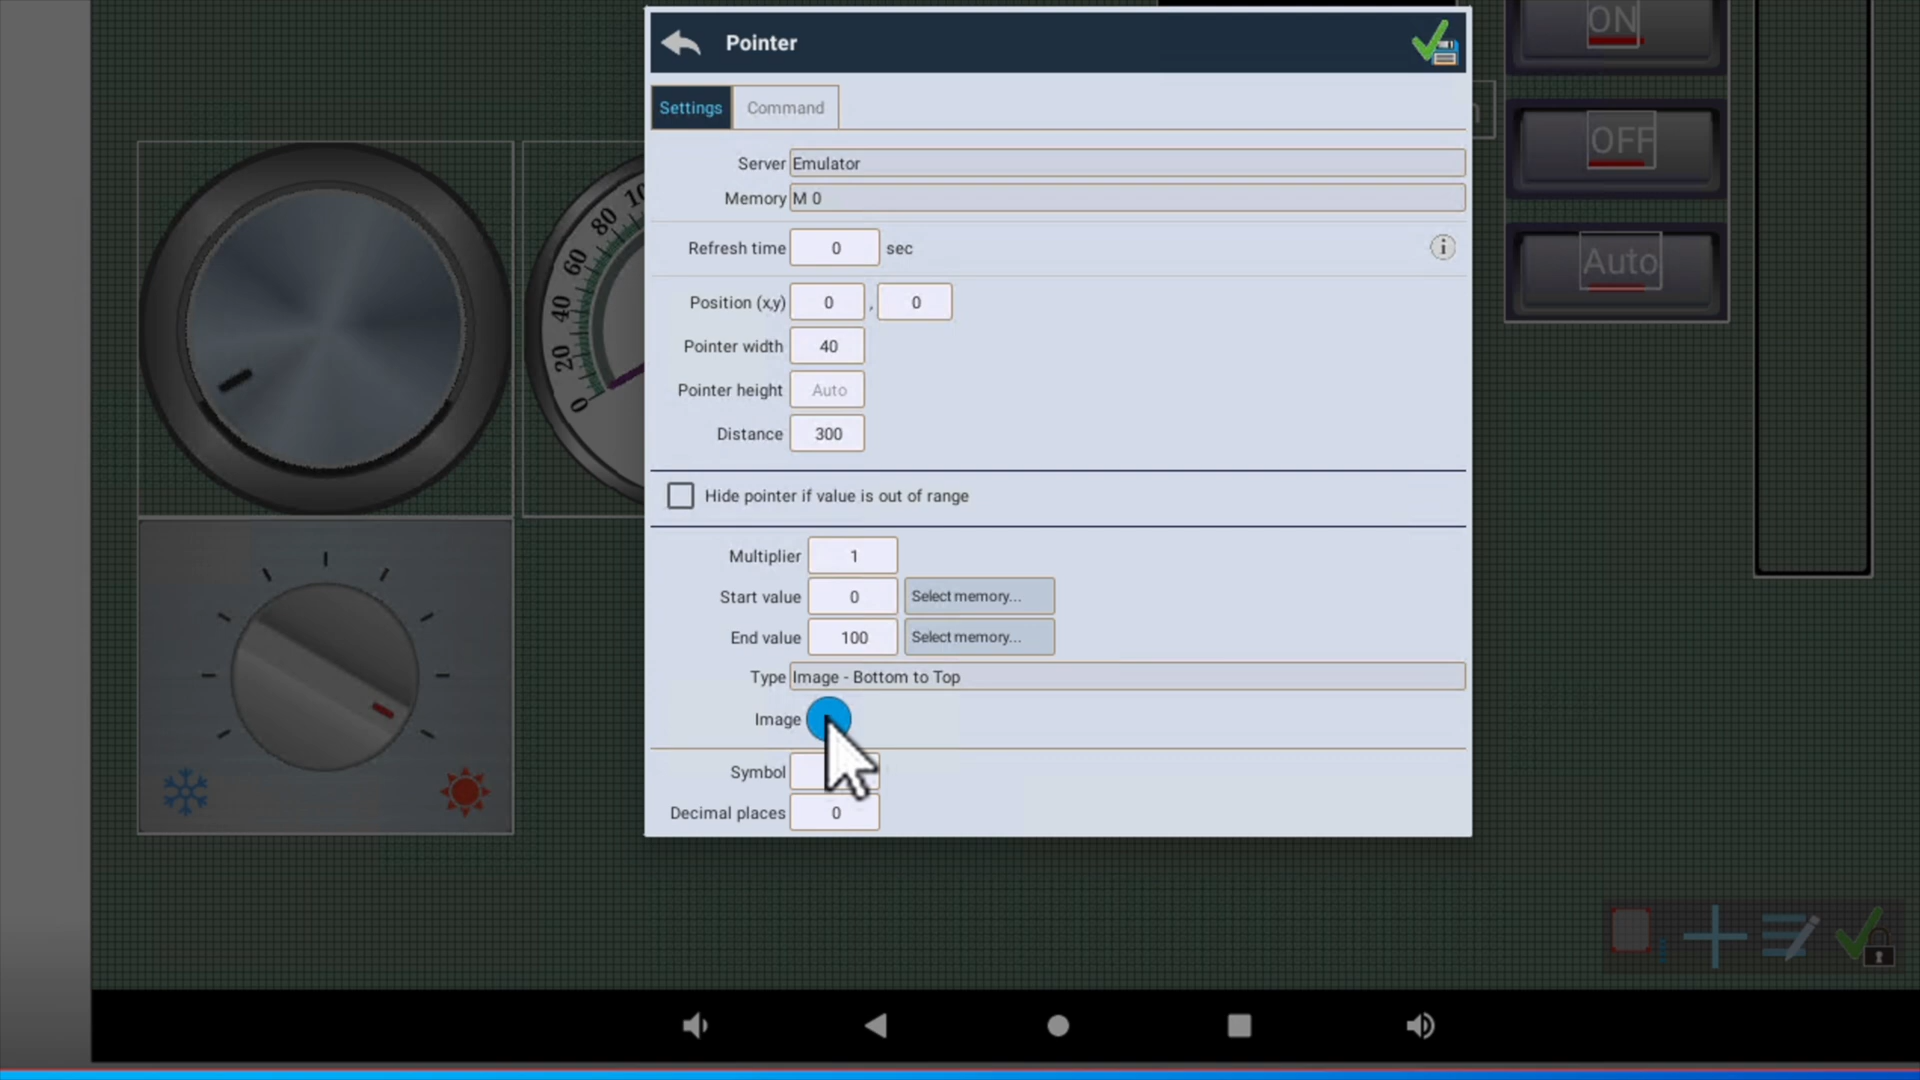 Pointer
ON
Settings
Command
OFF
Server
Emulator
Memory
M 0
Refresh time
0
sec
i
Auto
Position (x,y)
0
,
0
Pointer width
40
Pointer height
Auto
Distance
300
0
20
40
60
80
Hide pointer if value is out of range
Multiplier
1
Start value
0
Select memory...
End value
100
Select memory...
Type
Image - Bottom to Top
Image
Symbol
Decimal places
0